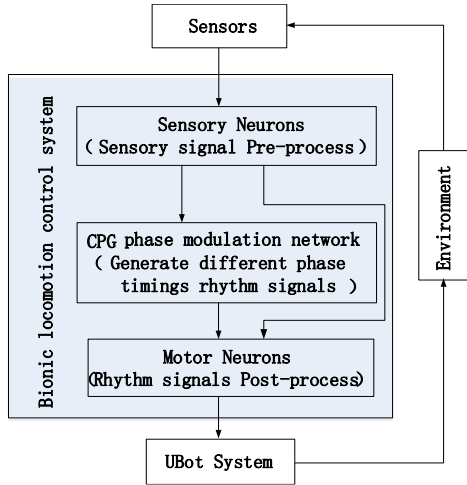 Sensors
Bionic locomotion control system
Sensory Neurons
( Sensory signal Pre-process )
CPG phase modulation network
( Generate different phase
timings rhythm signals )
Motor Neurons
(Rhythm signals Post-process)
Environment
UBot System